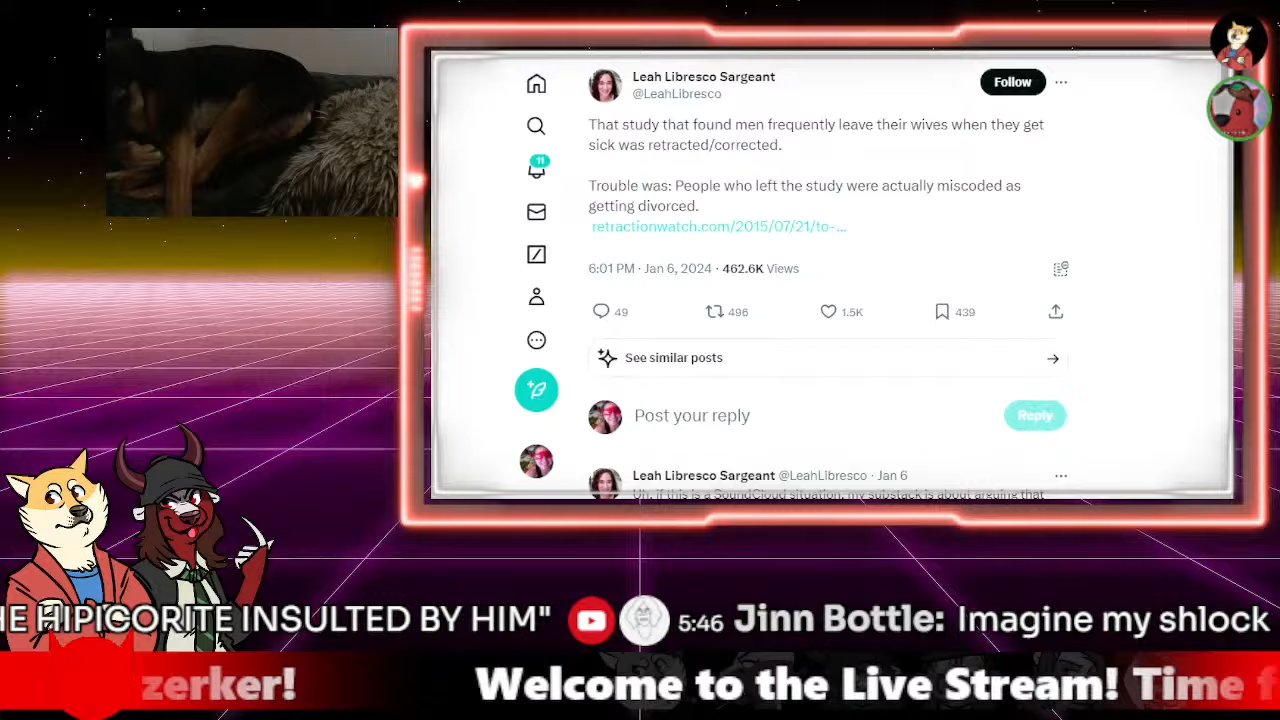 Leah Libresco Sargeant
@LeahLibresco
Follow
That study that found men frequently leave their wives when they get
sick was retracted/corrected.
Trouble was: People who left the study were actually miscoded as
getting divorced.
retractionwatch.com/2015/07/21/to-...
6:01 PM · Jan 6, 2024 · 462.6K Views
49
496
1.5K
439
11
See similar posts
Post your reply
Reply
Leah Libresco Sargeant @LeahLibresco · Jan 6
Uh, if this is a SoundCloud situation, my substack is about arguing that
HE HIPICORITE INSULTED BY HIM" 5:46 Jinn Bottle: Imagine my shlock
zerker! Welcome to the Live Stream! Time f